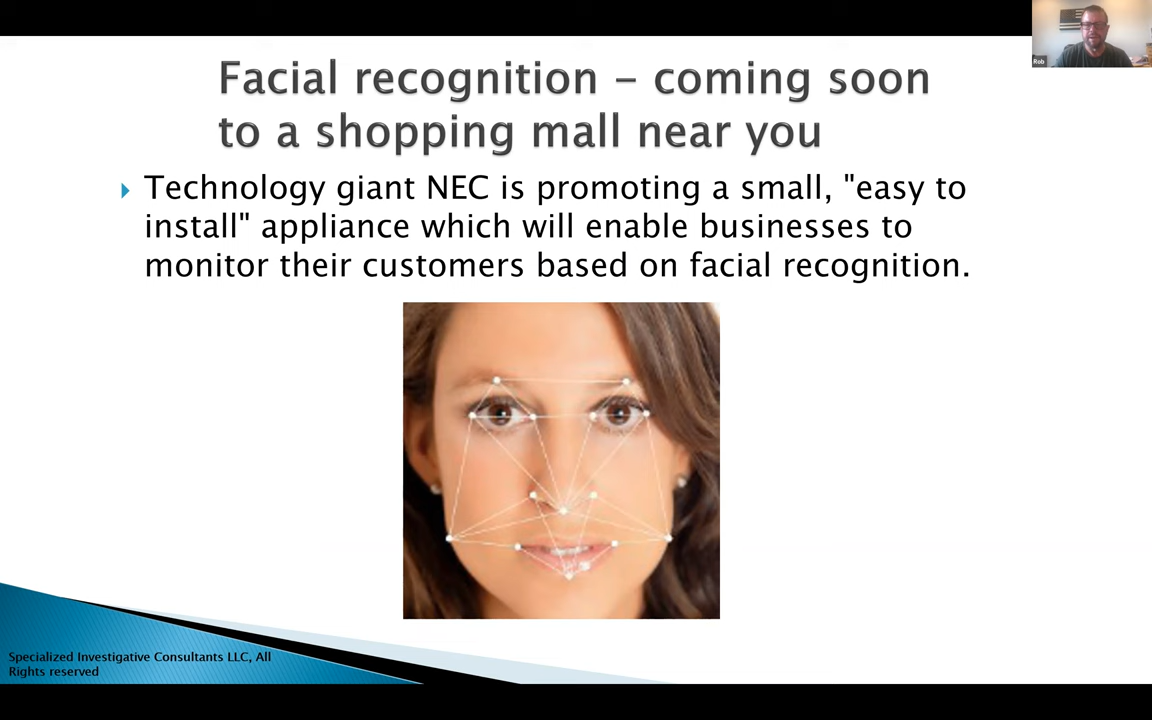 Facial recognition – coming soon
to a shopping mall near you
Technology giant NEC is promoting a small, "easy to
install" appliance which will enable businesses to
monitor their customers based on facial recognition.
Specialized Investigative Consultants LLC, All
Rights reserved
Rob